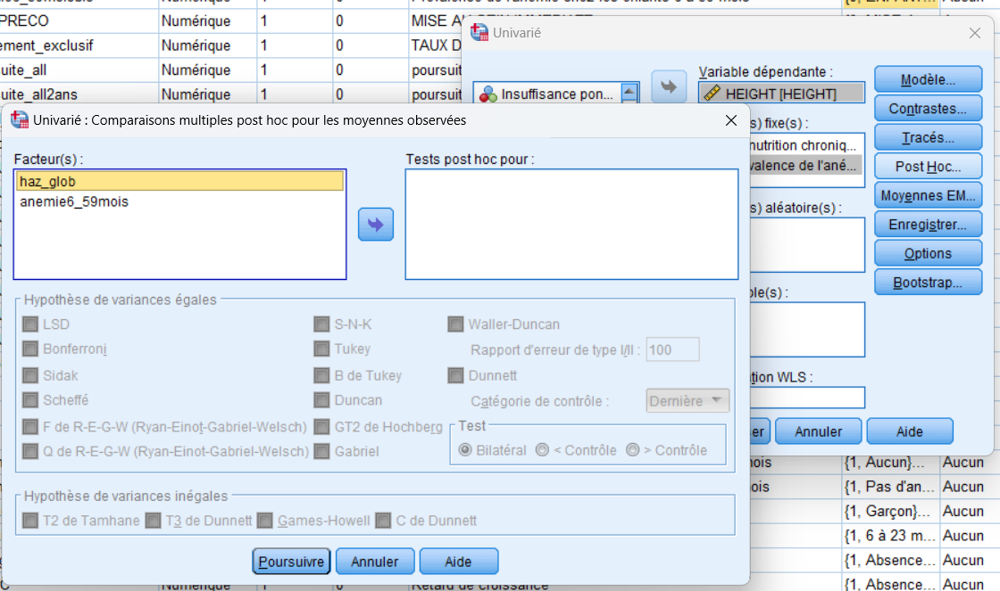 PRECO Numérique 1 0 MISE AU SEIN IMMEDIATE
ement_exclusif Numérique 1 0 TAUX D
uite_all Numérique 1 0 poursuit
uite_all2ans Numérique 1 0 poursuit
Univarié
Insuffisance pon...
Variable dépendante :
HEIGHT [HEIGHT]
s) fixe(s) :
nutrition chroniq...
valence de l'ané...
s) aléatoire(s) :
ble(s) :
tion WLS :
Modèle...
Contrastes...
Tracés...
Post Hoc...
Moyennes EM...
Enregistrer...
Options
Bootstrap...
er Annuler Aide
Univarié : Comparaisons multiples post hoc pour les moyennes observées
Facteur(s) :
haz_glob
anemie6_59mois
Tests post hoc pour :
Hypothèse de variances égales
LSD S-N-K Waller-Duncan
Bonferroni Tukey Rapport d'erreur de type I/II : 100
Sidak B de Tukey Dunnett
Scheffé Duncan Catégorie de contrôle : Dernière
F de R-E-G-W (Ryan-Einot-Gabriel-Welsch) GT2 de Hochberg Test
Q de R-E-G-W (Ryan-Einot-Gabriel-Welsch) Gabriel Bilatéral < Contrôle > Contrôle
Hypothèse de variances inégales
T2 de Tamhane T3 de Dunnett Games-Howell C de Dunnett
Poursuivre Annuler Aide
mois {1, Aucun}... Aucun
ois {1, Pas d'an... Aucun
{1, Garçon}... Aucun
{1, 6 à 23 m... Aucun
{1, Absence... Aucun
Numérique 1 0 Retard de croissance {1, Absence... Aucun